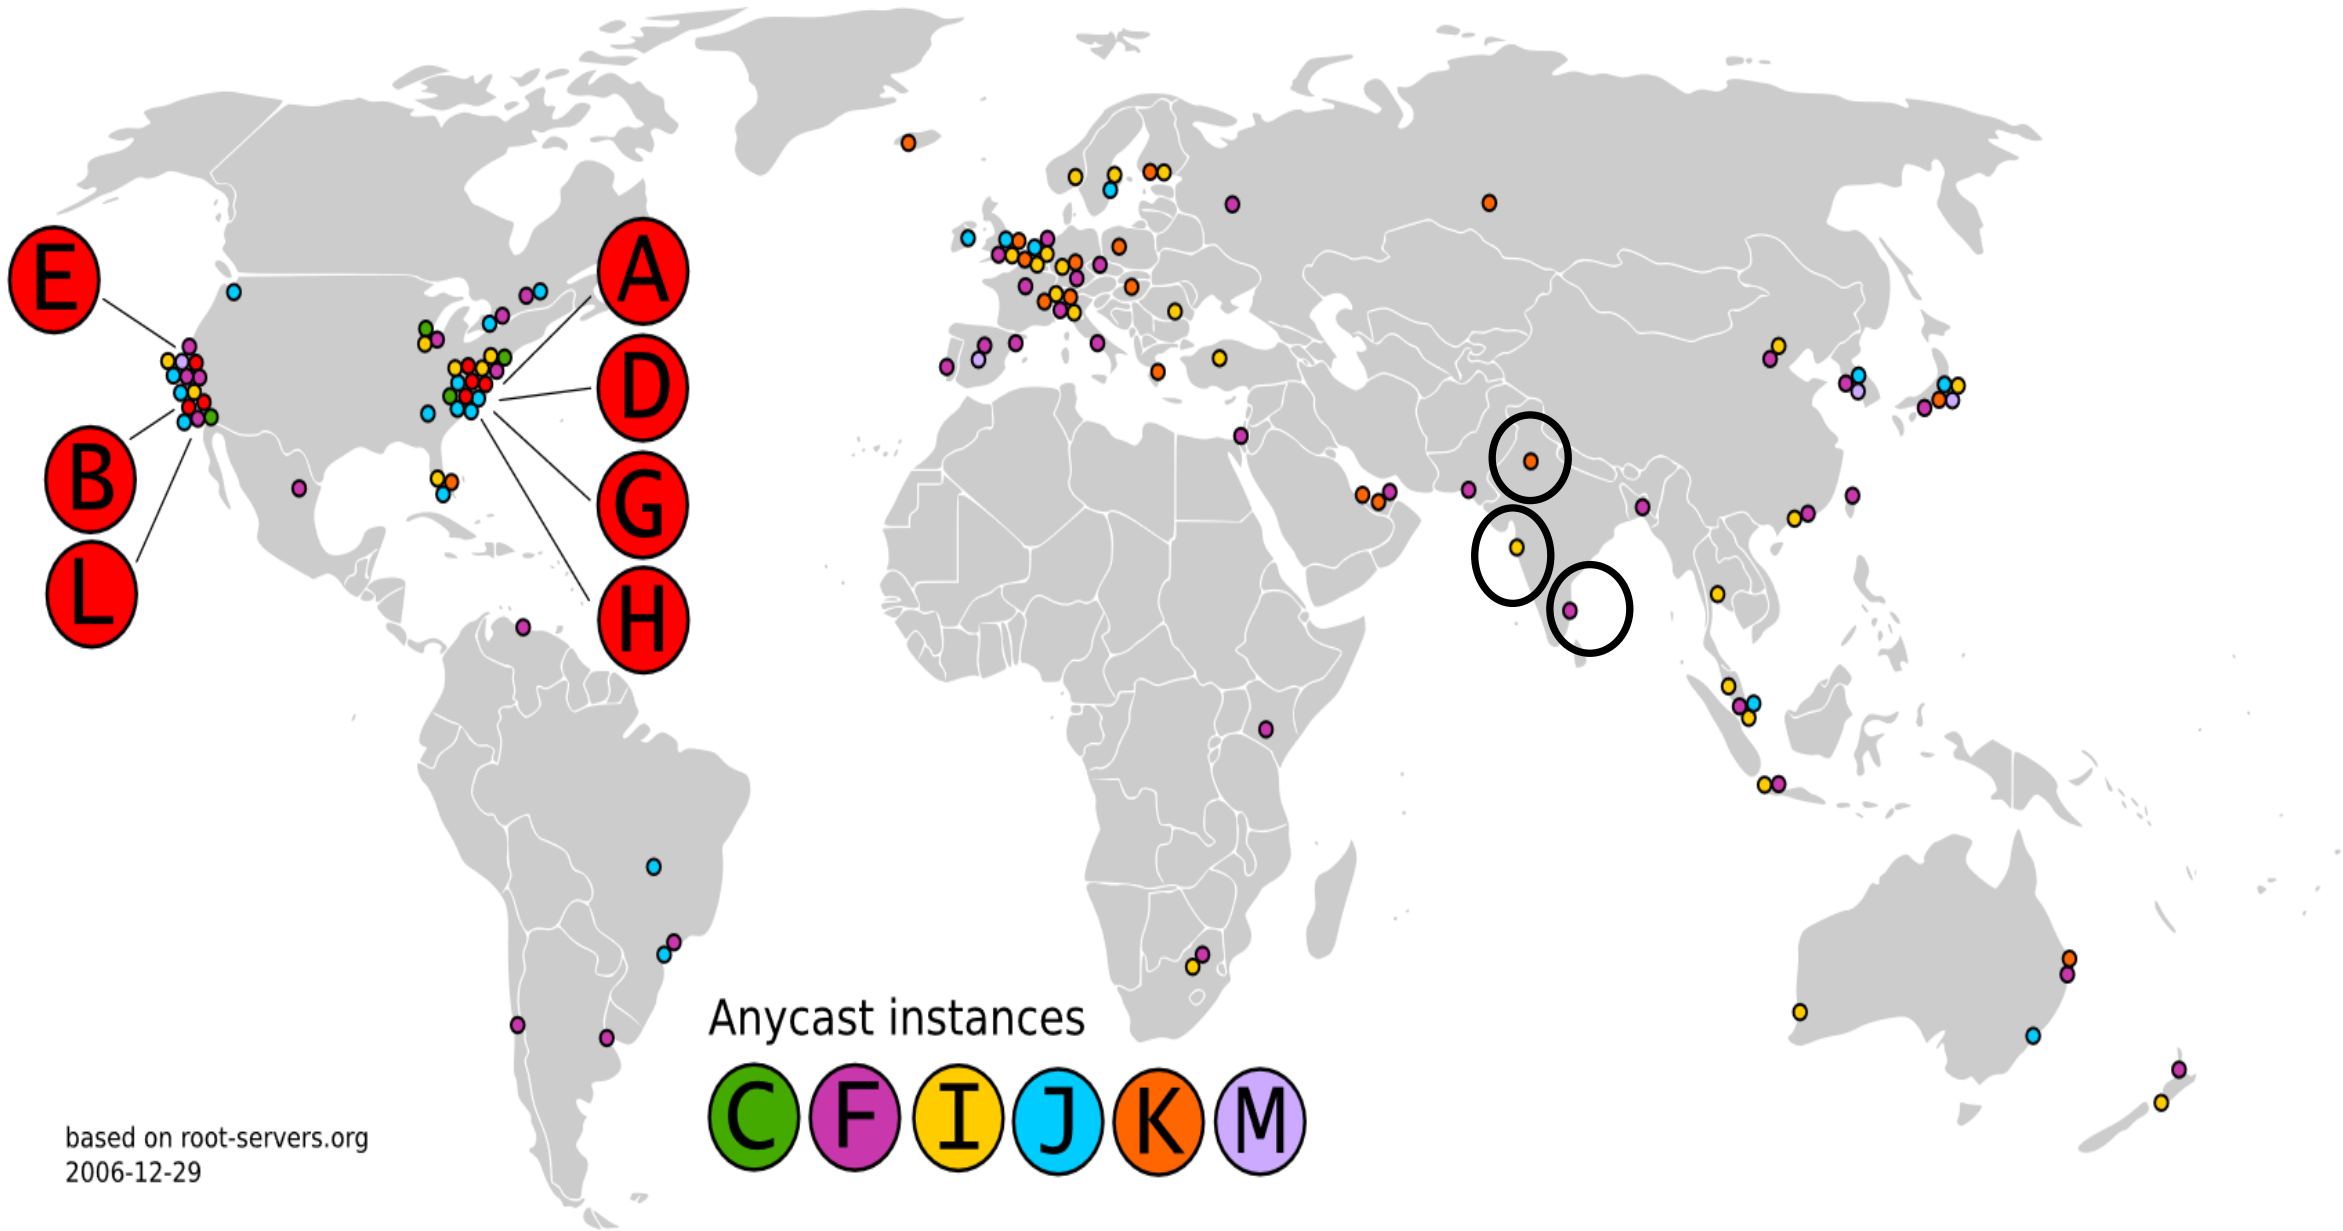 E
B
L
A
D
G
H
Anycast instances
C F I J K M
based on root-servers.org
2006-12-29